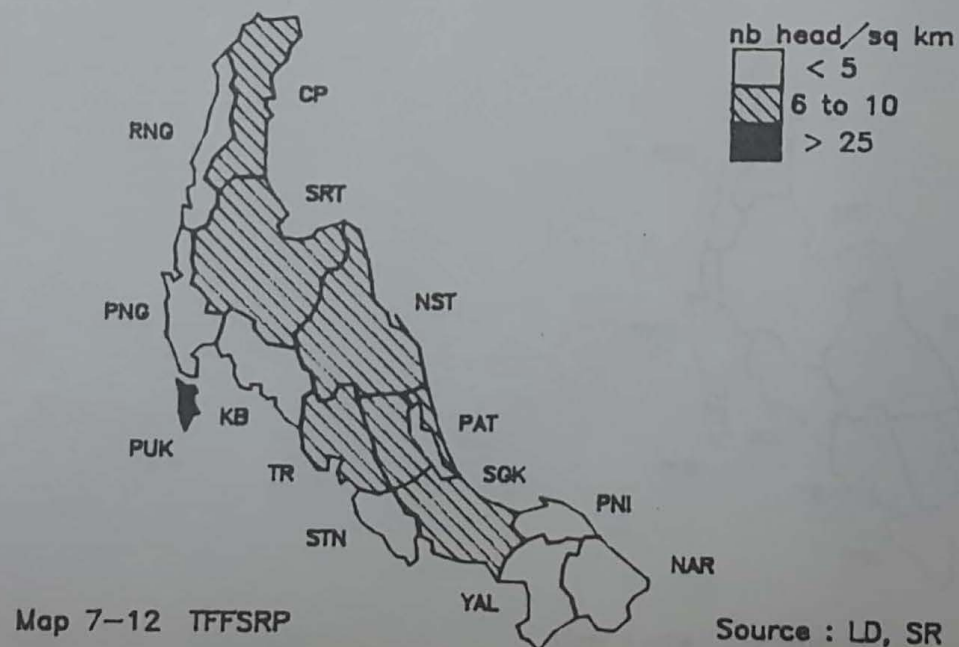 nb head/sq km
< 5
6 to 10
> 25
CP
RNG
SRT
NST
PNG
KB
PUK
PAT
TR
SGK
PNI
STN
NAR
YAL
Map 7-12 TFFSRP
Source : LD, SR